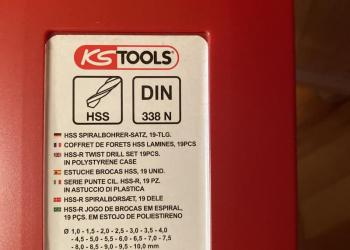 KS TOOLS
HSS
DIN
338 N
HSS SPIRALBOHRER-SATZ, 19-TLG.
COFFRET DE FORETS HSS LAMINES, 19PCS
HSS-R TWIST DRILL SET 19PCS.
IN POLYSTYRENE CASE
ESTUCHE BROCAS HSS, 19 UNID.
SERIE PUNTE CIL. HSS-R, 19 PZ.
IN ASTUCCIO DI PLASTICA
HSS-R SPIRALBORSÆT, 19 DELE
HSS-R JOGO DE BROCAS EM ESPIRAL,
19 PÇS. EM ESTOJO DE POLIESTIRENO
Ø 1,0 - 1,5 - 2,0 - 2,5 - 3,0 - 3,5 - 4,0
- 4,5 - 5,0 - 5,5 - 6,0 - 6,5 - 7,0 - 7,5
- 8,0 - 8,5 - 9,0 - 9,5 - 10,0 mm